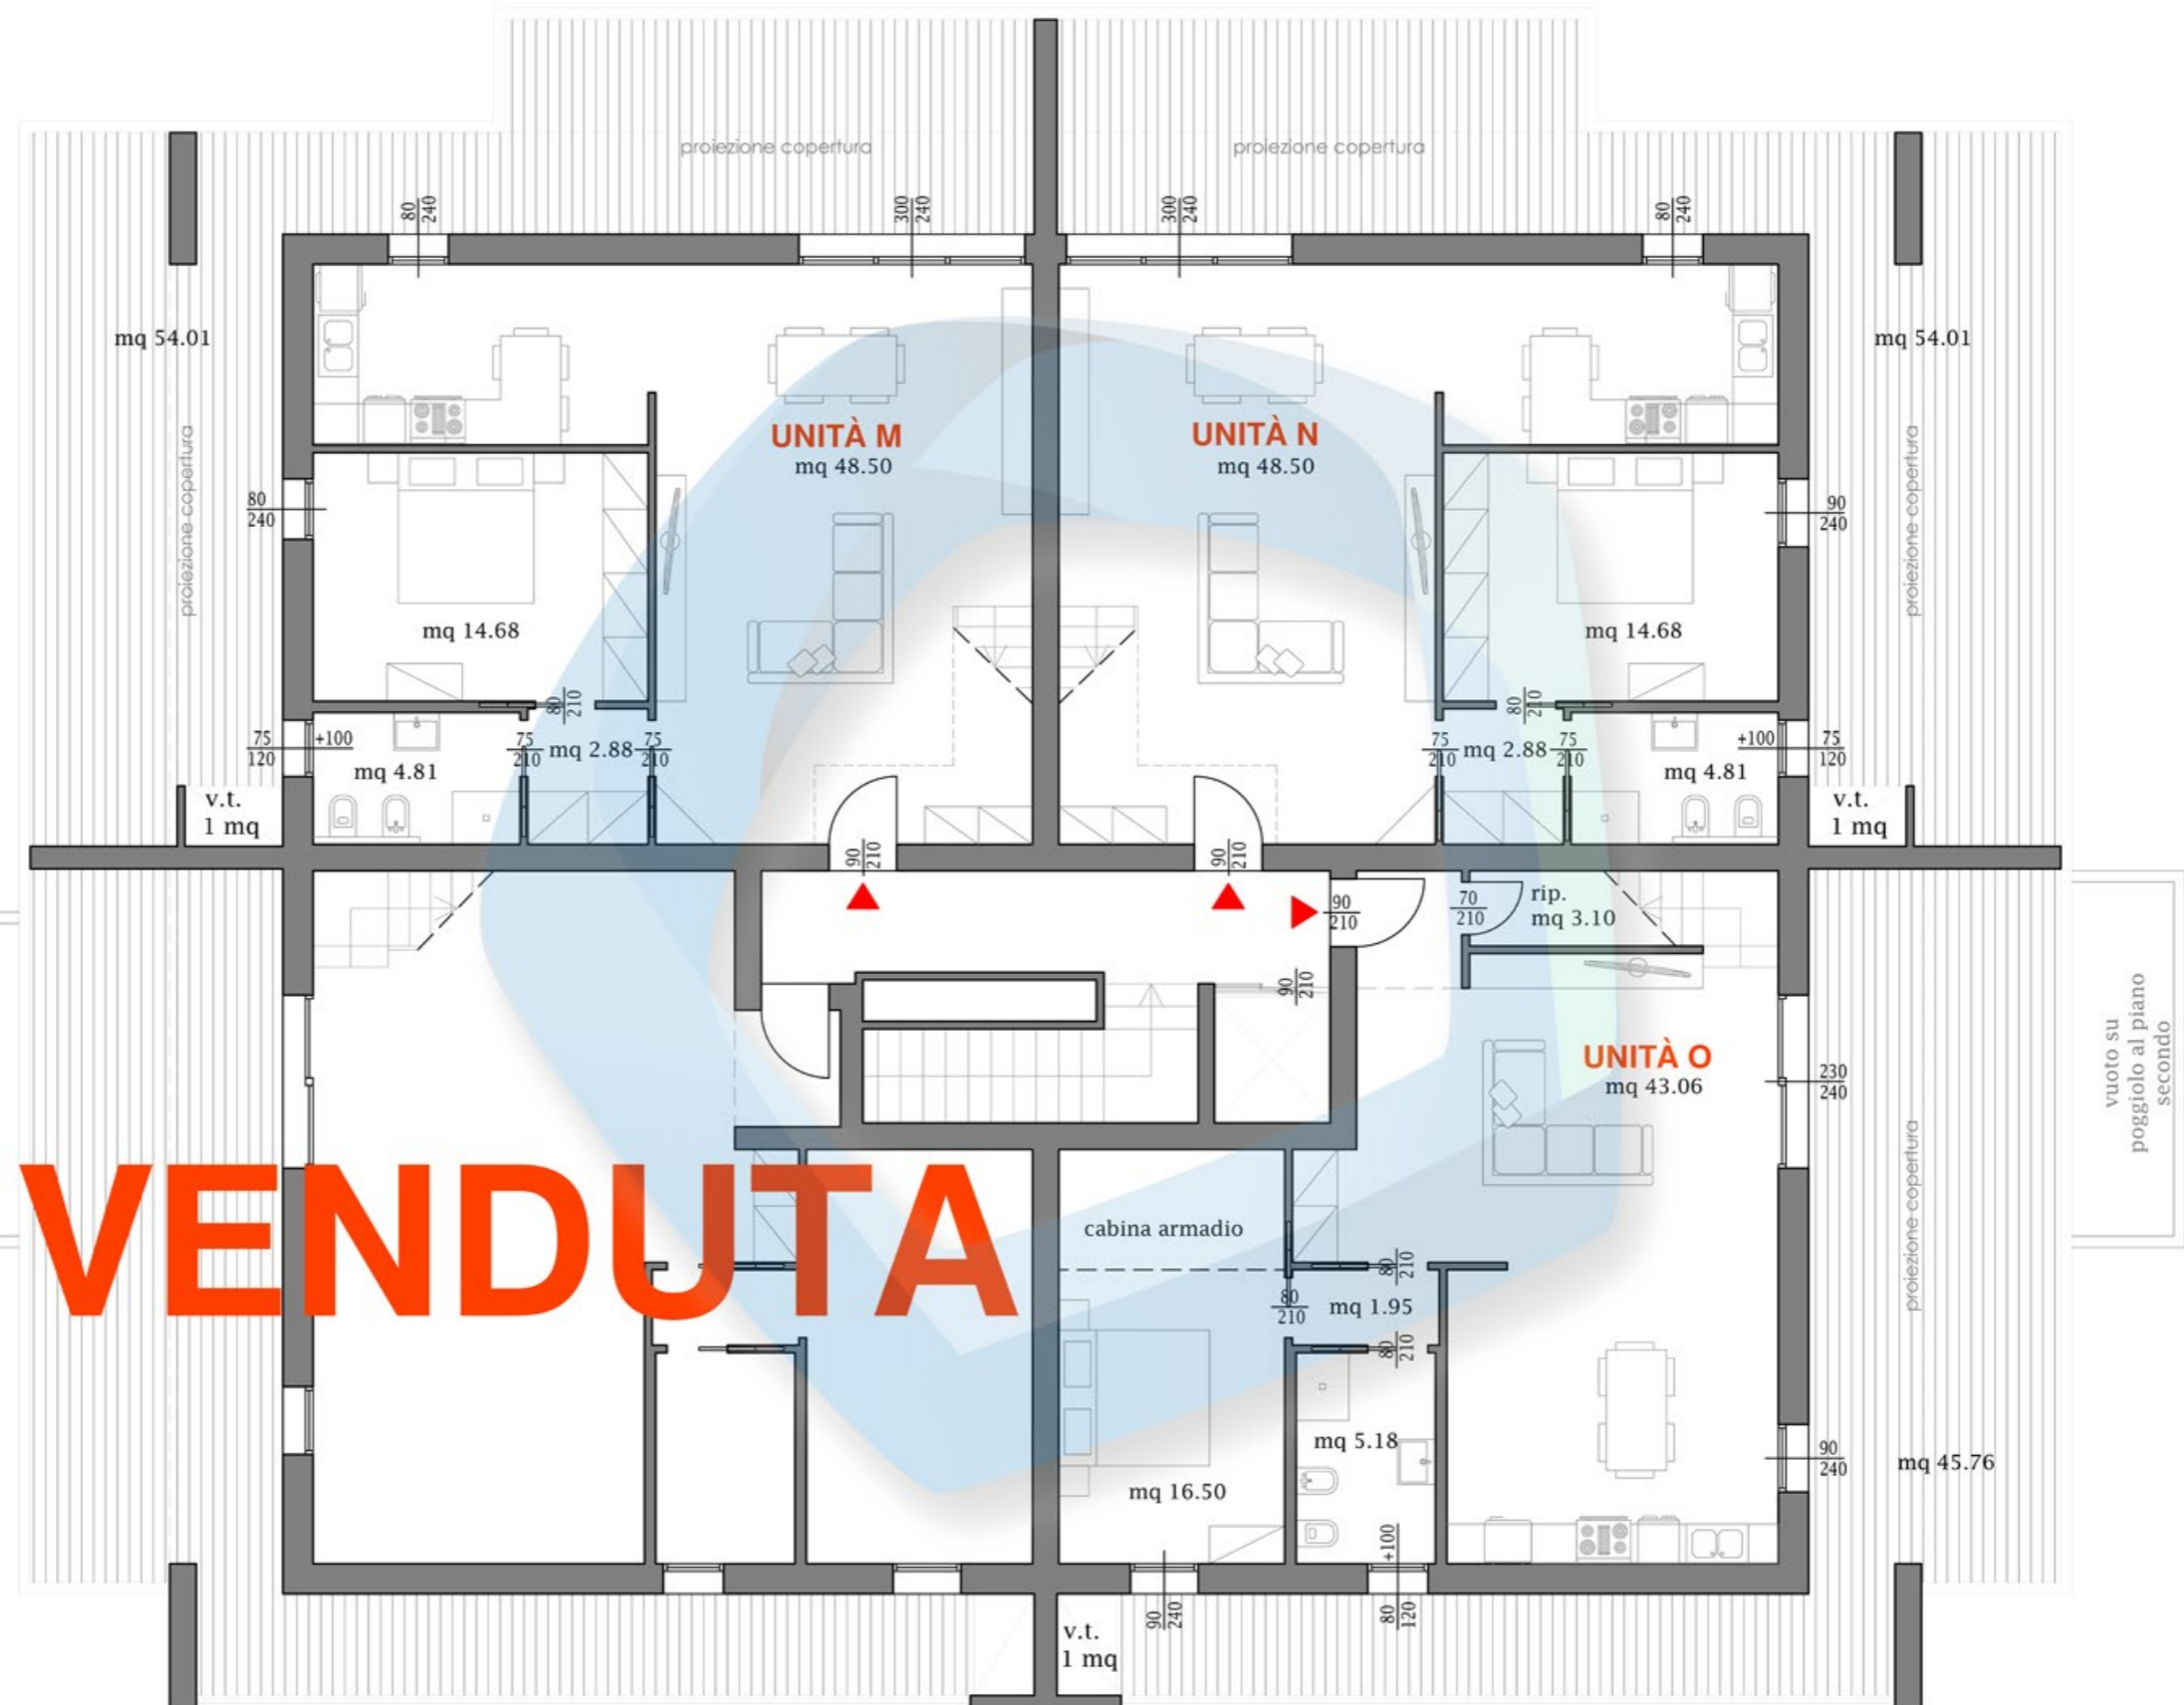 proiezione copertura
proiezione copertura
80
240
300
240
300
240
80
240
mq 54.01
mq 54.01
proiezione copertura
proiezione copertura
UNITÀ M
mq 48.50
UNITÀ N
mq 48.50
80
240
90
240
mq 14.68
mq 14.68
80
210
80
210
75
120
+100
mq 4.81
75
210
mq 2.88
75
210
75
210
mq 2.88
75
210
+100
mq 4.81
75
120
v.t.
1 mq
v.t.
1 mq
90
210
90
210
90
210
70
210
rip.
mq 3.10
90
210
UNITÀ O
mq 43.06
230
240
vuoto su
poggiolo al piano
secondo
proiezione copertura
VENDUTA
cabina armadio
80
210
80
210
mq 1.95
80
210
mq 5.18
mq 16.50
90
240
mq 45.76
+100
90
240
80
120
v.t.
1 mq